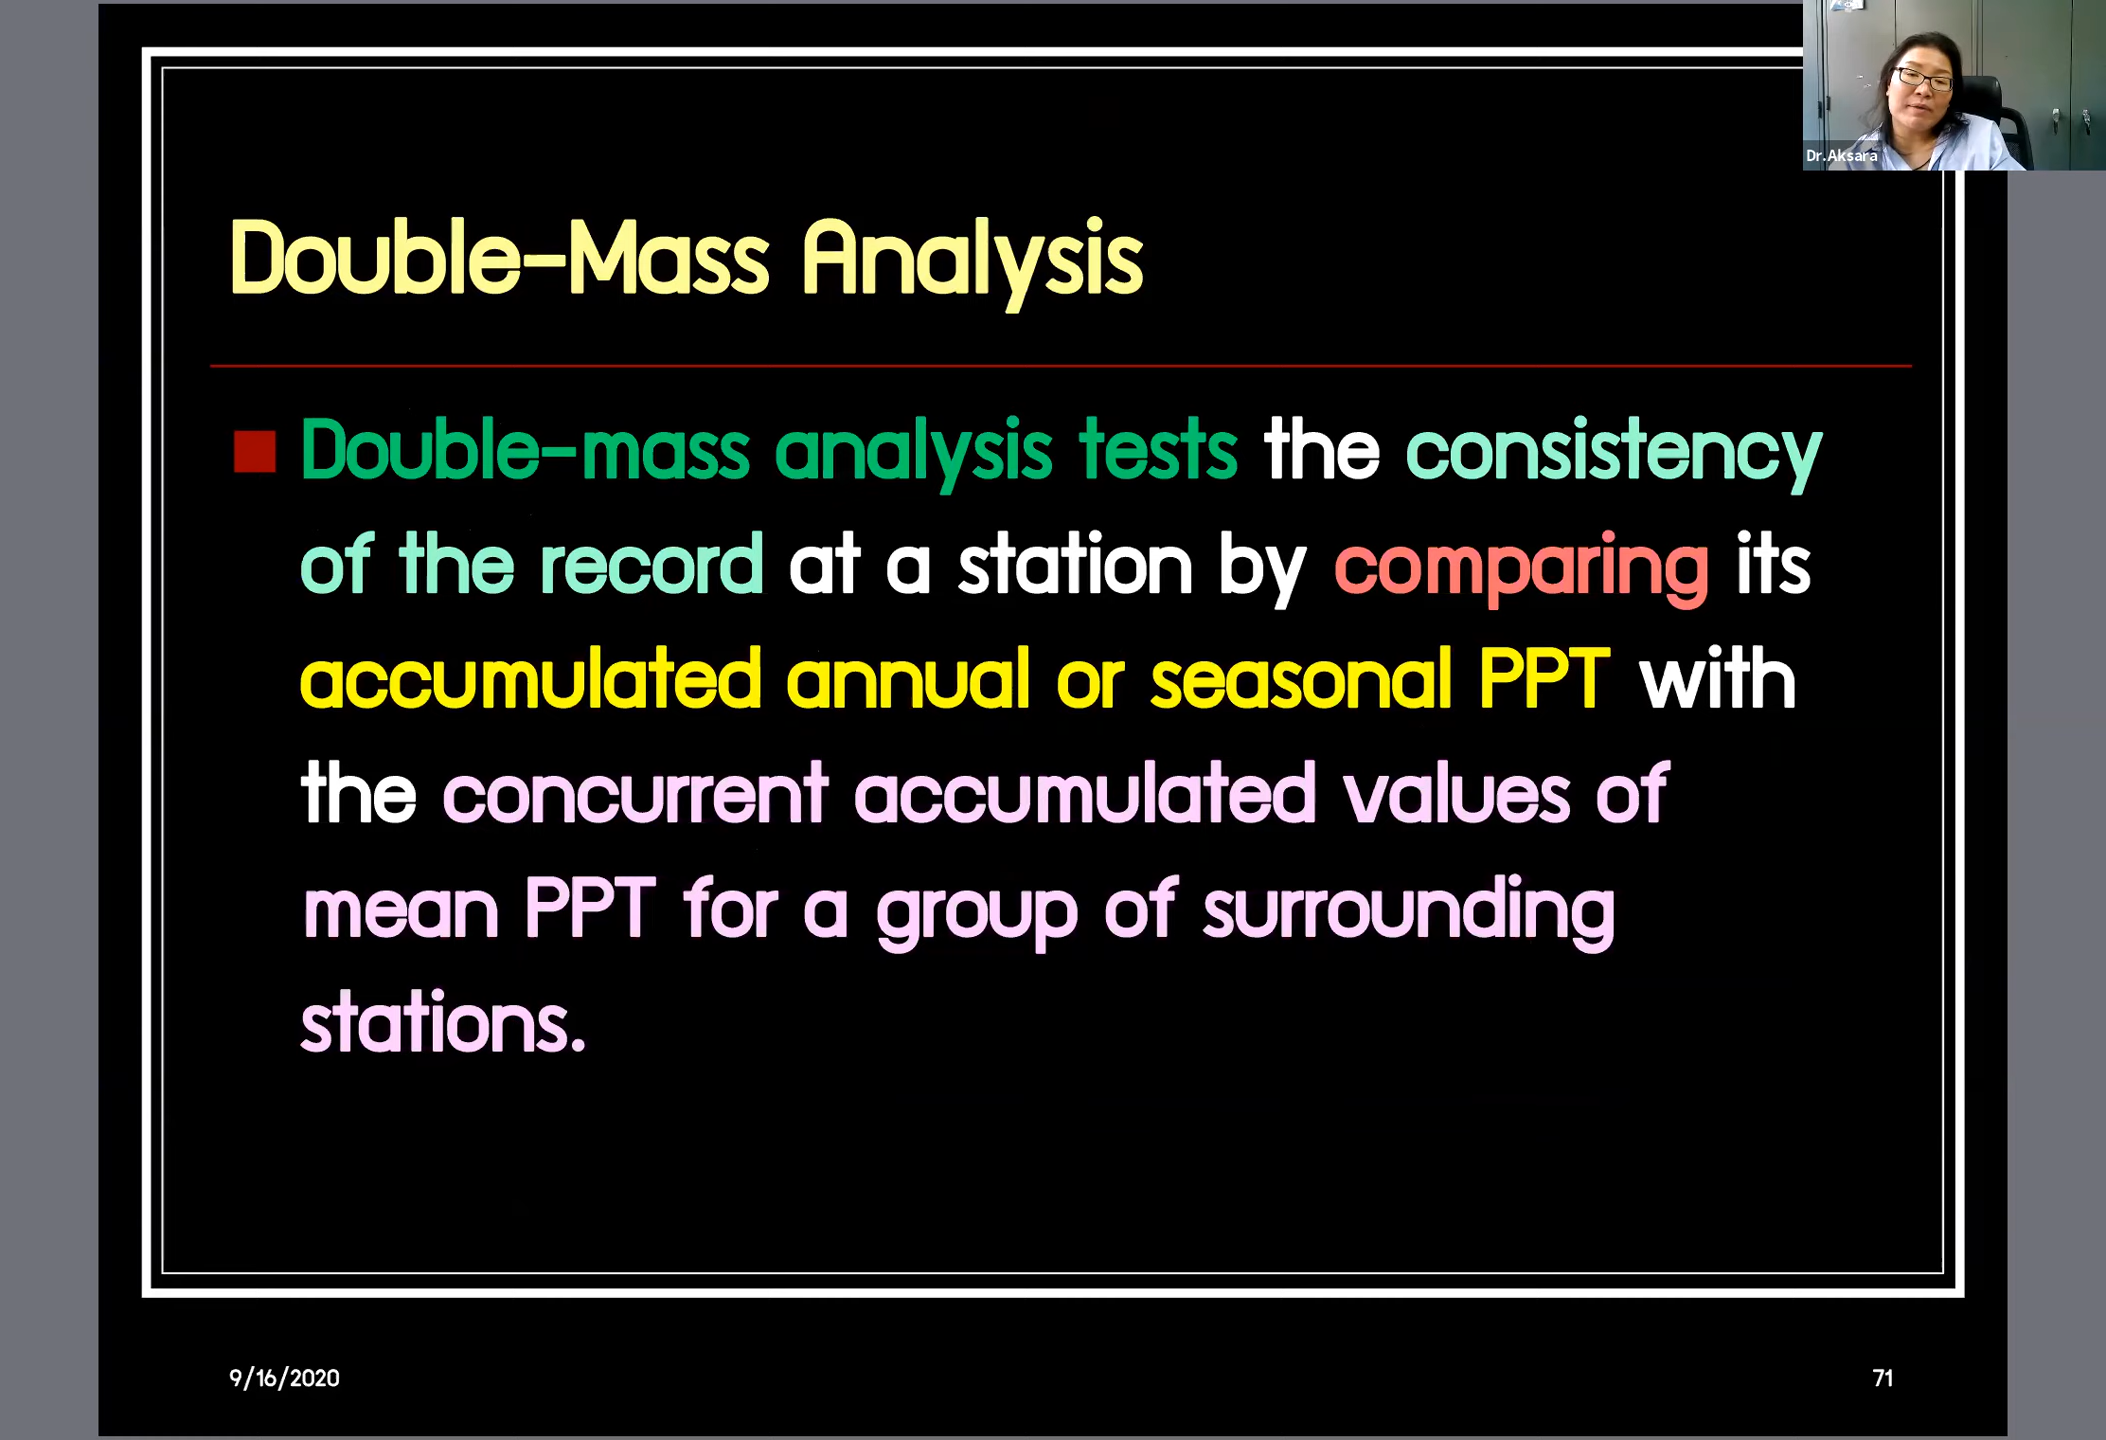 Dr.Aksara
Double-Mass Analysis
Double-mass analysis tests the consistency
of the record at a station by comparing its
accumulated annual or seasonal PPT with
the concurrent accumulated values of
mean PPT for a group of surrounding
stations.
9/16/2020
71